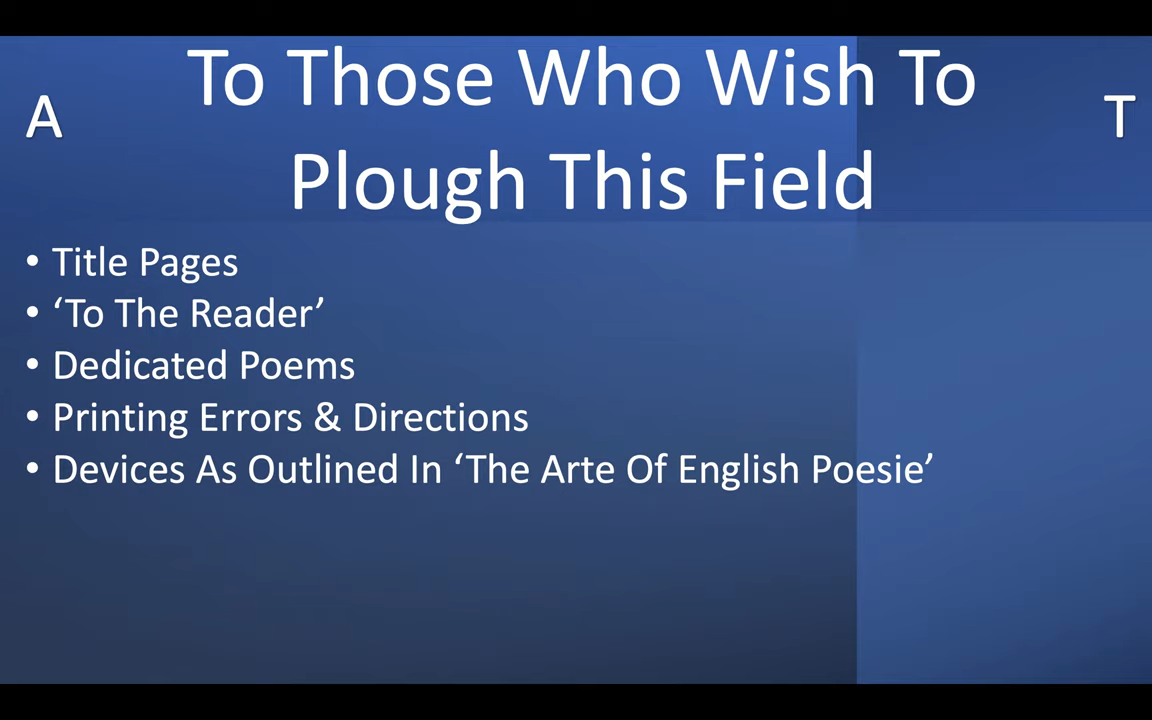 To Those Who Wish To
Plough This Field
A
T
• Title Pages
• ‘To The Reader’
• Dedicated Poems
• Printing Errors & Directions
• Devices As Outlined In ‘The Arte Of English Poesie’